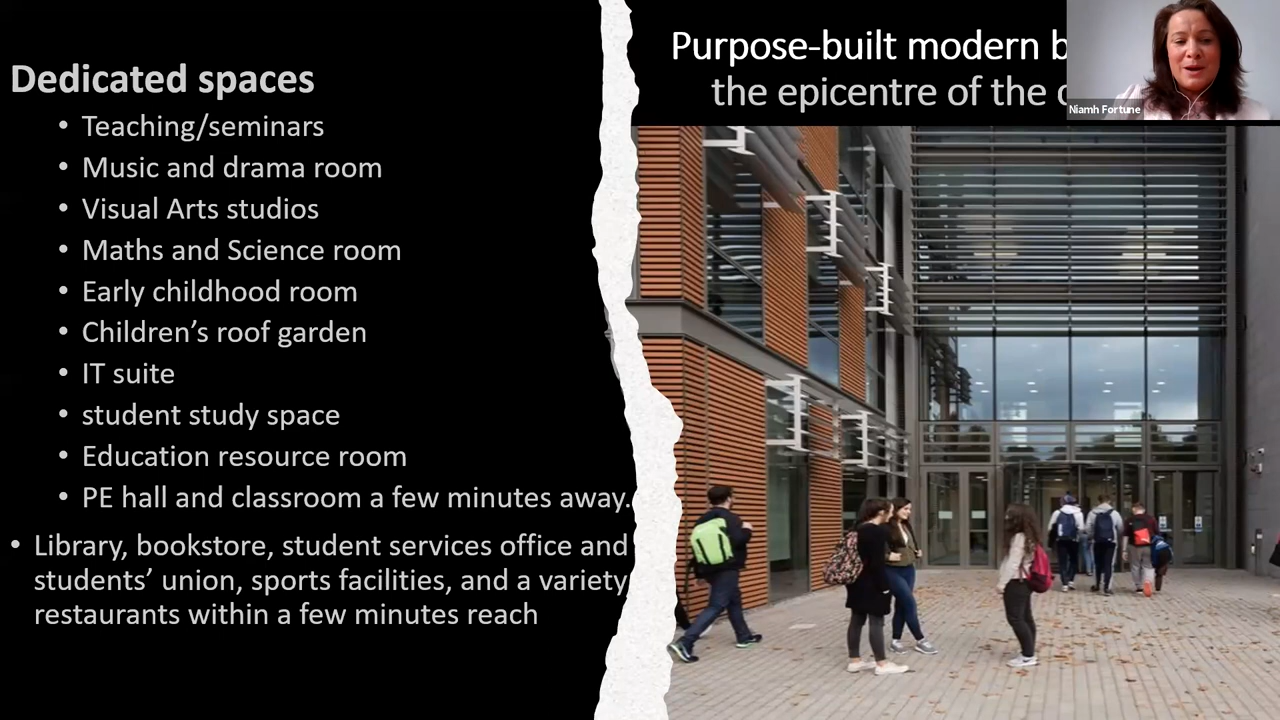 Dedicated spaces
• Teaching/seminars
• Music and drama room
• Visual Arts studios
• Maths and Science room
• Early childhood room
• Children’s roof garden
• IT suite
• student study space
• Education resource room
• PE hall and classroom a few minutes away.
• Library, bookstore, student services office and
students’ union, sports facilities, and a variety
restaurants within a few minutes reach
Purpose-built modern
the epicentre of the
Niamh Fortune